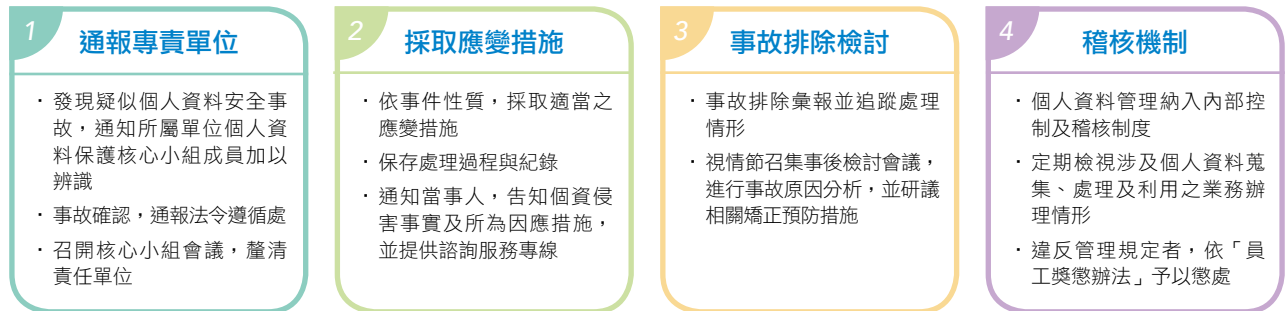 1
通報專責單位
・發現疑似個人資料安全事
故，通知所屬單位個人資
料保護核心小組成員加以
辨識
・事故確認，通報法令遵循處
・召開核心小組會議，釐清
責任單位
2
採取應變措施
・依事件性質，採取適當之
應變措施
・保存處理過程與紀錄
・通知當事人，告知個資侵
害事實及所為因應措施，
並提供諮詢服務專線
3
事故排除檢討
・事故排除彙報並追蹤處理
情形
・視情節召集事後檢討會議，
進行事故原因分析，並研議
相關矯正預防措施
4
稽核機制
・個人資料管理納入內部控
制及稽核制度
・定期檢視涉及個人資料蒐
集、處理及利用之業務辦
理情形
・違反管理規定者，依「員
工獎懲辦法」予以懲處